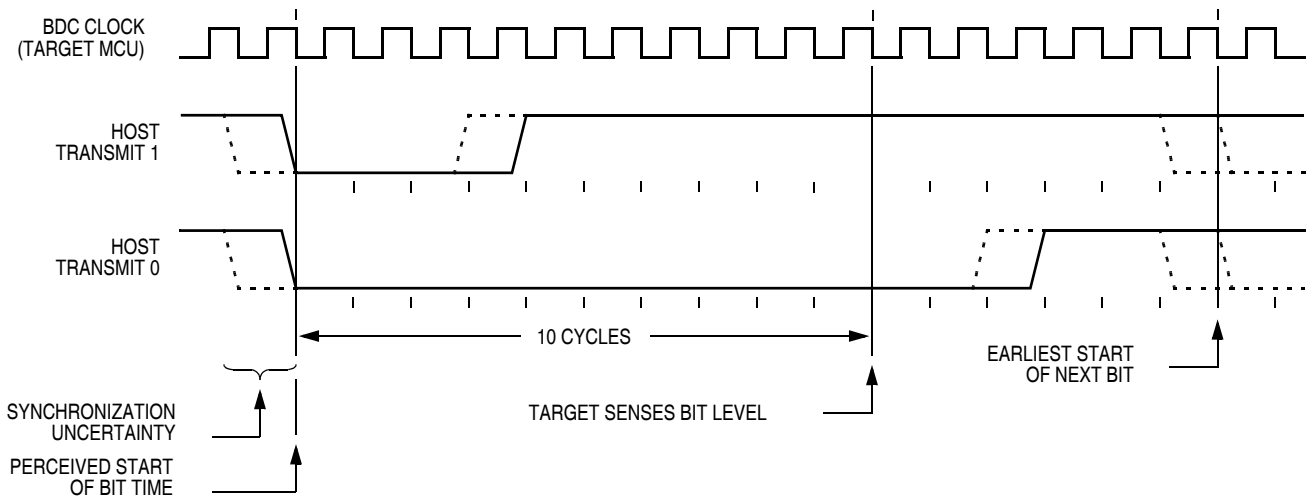 BDC CLOCK
(TARGET MCU)
HOST
TRANSMIT 1
HOST
TRANSMIT 0
10 CYCLES
EARLIEST START
OF NEXT BIT
TARGET SENSES BIT LEVEL
SYNCHRONIZATION
UNCERTAINTY
PERCEIVED START
OF BIT TIME